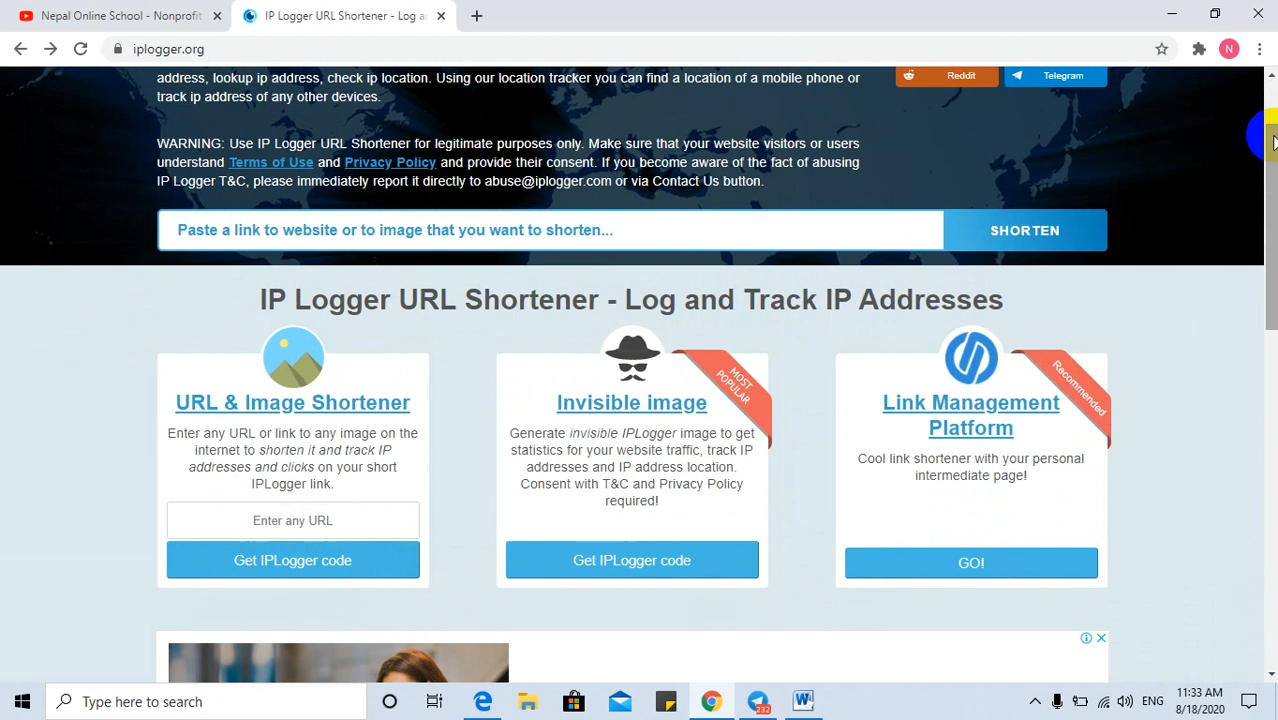 Nepal Online School - Nonprofit
IP Logger URL Shortener - Log an
iplogger.org
N
address, lookup ip address, check ip location. Using our location tracker you can find a location of a mobile phone or
track ip address of any other devices.
Reddit
Telegram
WARNING: Use IP Logger URL Shortener for legitimate purposes only. Make sure that your website visitors or users
understand Terms of Use and Privacy Policy and provide their consent. If you become aware of the fact of abusing
IP Logger T&C, please immediately report it directly to abuse@iplogger.com or via Contact Us button.
Paste a link to website or to image that you want to shorten...
SHORTEN
IP Logger URL Shortener - Log and Track IP Addresses
URL & Image Shortener
Enter any URL or link to any image on the
internet to shorten it and track IP
addresses and clicks on your short
IPLogger link.
Enter any URL
Get IPLogger code
MOST
POPULAR
Invisible image
Generate invisible IPLogger image to get
statistics for your website traffic, track IP
addresses and IP address location.
Consent with T&C and Privacy Policy
required!
Get IPLogger code
Recommended
Link Management
Platform
Cool link shortener with your personal
intermediate page!
GO!
Type here to search
232
W
ENG
11:33 AM
8/18/2020